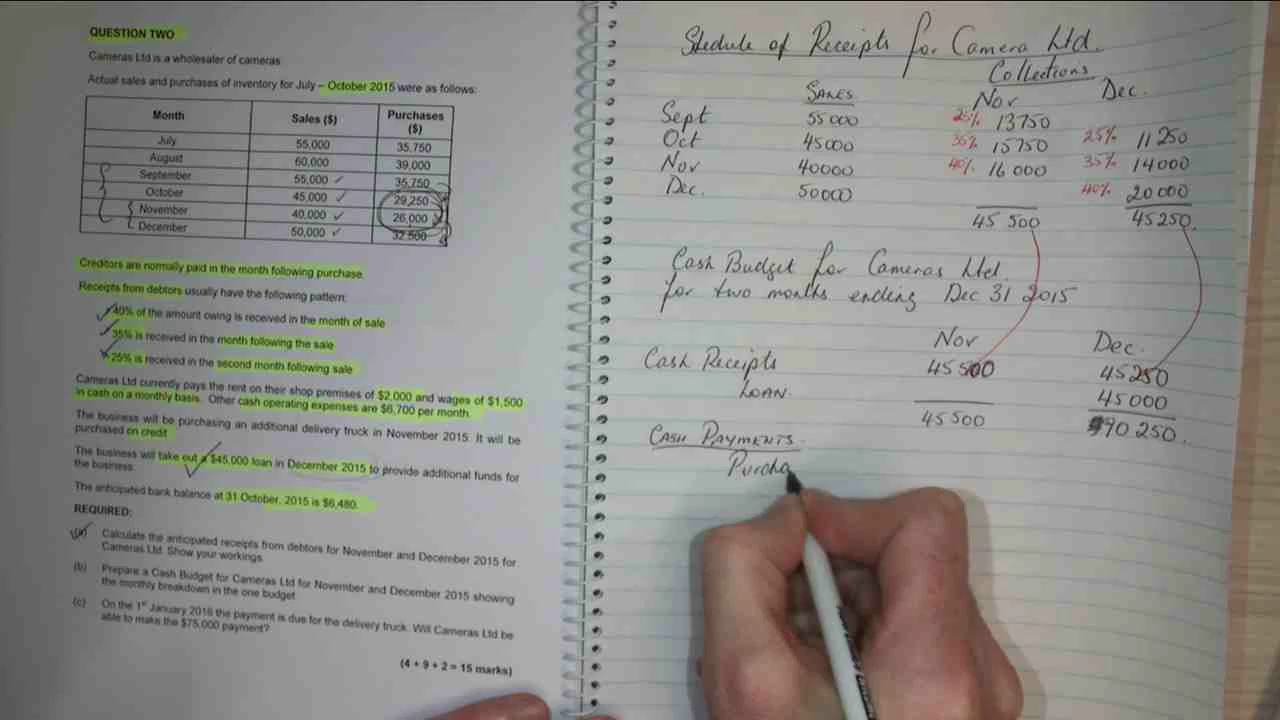 QUESTION TWO
Cameras Ltd is a wholesaler of cameras
Actual sales and purchases of inventory for July – October 2015 were as follows:
Month Sales ($) Purchases ($)
July 55,000 35,750
August 60,000 39,000
September 55,000 ✓ 35,750
October 45,000 ✓ 29,250
November 40,000 ✓ 26,000
December 50,000 ✓ 32,500
Creditors are normally paid in the month following purchase.
Receipts from debtors usually have the following pattern:
40% of the amount owing is received in the month of sale
35% is received in the month following the sale
25% is received in the second month following sale
Cameras Ltd currently pays the rent on their shop premises of $2,000 and wages of $1,500
in cash on a monthly basis. Other cash operating expenses are $6,700 per month.
The business will be purchasing an additional delivery truck in November 2015. It will be
purchased on credit
The business will take out a $45,000 loan in December 2015 to provide additional funds for
the business.
The anticipated bank balance at 31 October, 2015 is $6,480.
REQUIRED:
(a) Calculate the anticipated receipts from debtors for November and December 2015 for
Cameras Ltd. Show your workings.
(b) Prepare a Cash Budget for Cameras Ltd for November and December 2015 showing
the monthly breakdown in the one budget
(c) On the 1st January 2016 the payment is due for the delivery truck. Will Cameras Ltd be
able to make the $75,000 payment?
(4 + 9 + 2 = 15 marks)
Shedule of Receipts for Camera Ltd.
Collections
SALES Nov Dec.
Sept 55000 25% 13750
Oct 45000 35% 15750 25% 11250
Nov 40000 40% 16000 35% 14000
Dec. 50000 40% 20000
45 500 45250.
Cash Budget for Cameras Ltd
for two months ending Dec 31 2015
Nov Dec.
Cash Receipts 45500 45250
LOAN. 45000
45500 90250.
CASH PAYMENTS.
Purcha